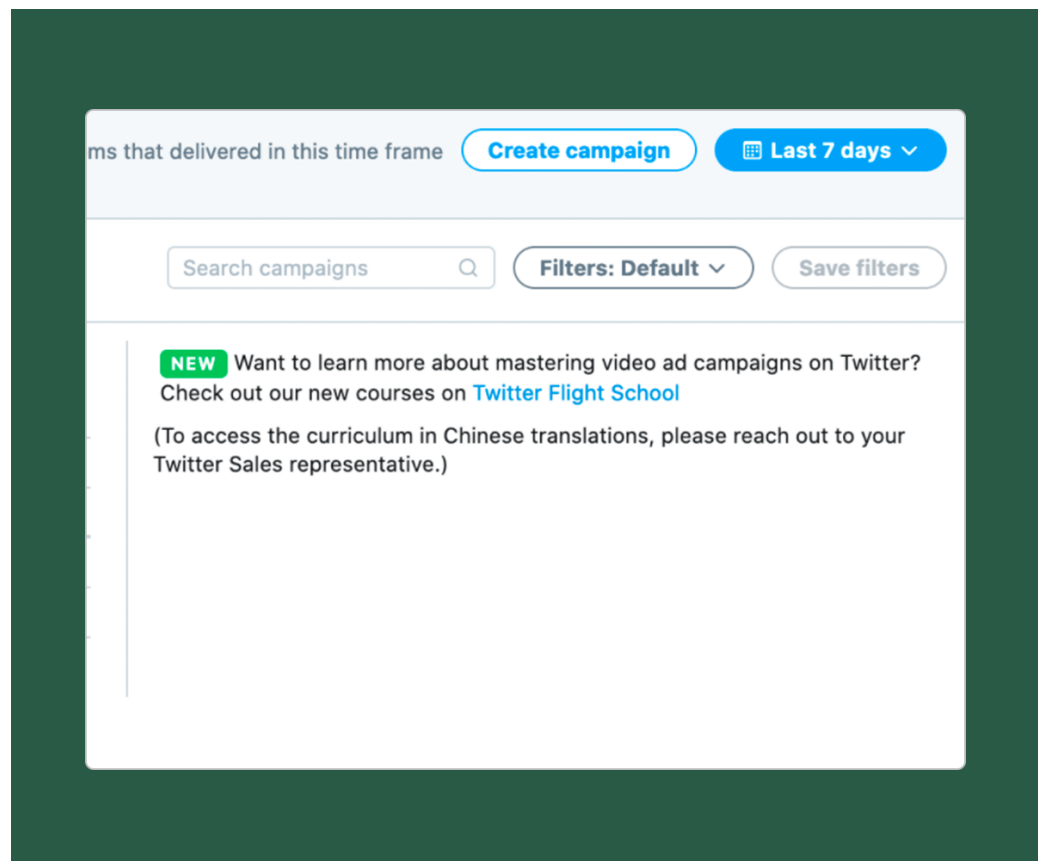 ms that delivered in this time frame Create campaign Last 7 days
Search campaigns Filters: Default Save filters
NEW Want to learn more about mastering video ad campaigns on Twitter?
Check out our new courses on Twitter Flight School
(To access the curriculum in Chinese translations, please reach out to your
Twitter Sales representative.)